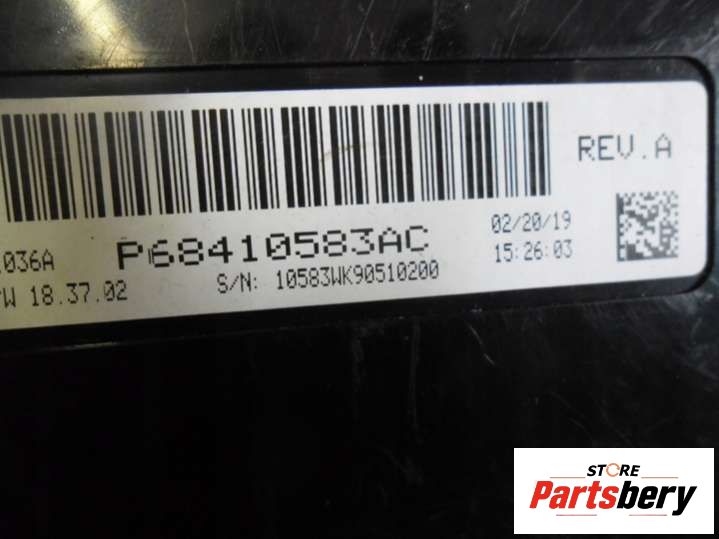 REV.A
P68410583AC
02/20/19
15:26:03
036A
W 18.37.02
S/N: 10583WK90510200
STORE
Partsbery